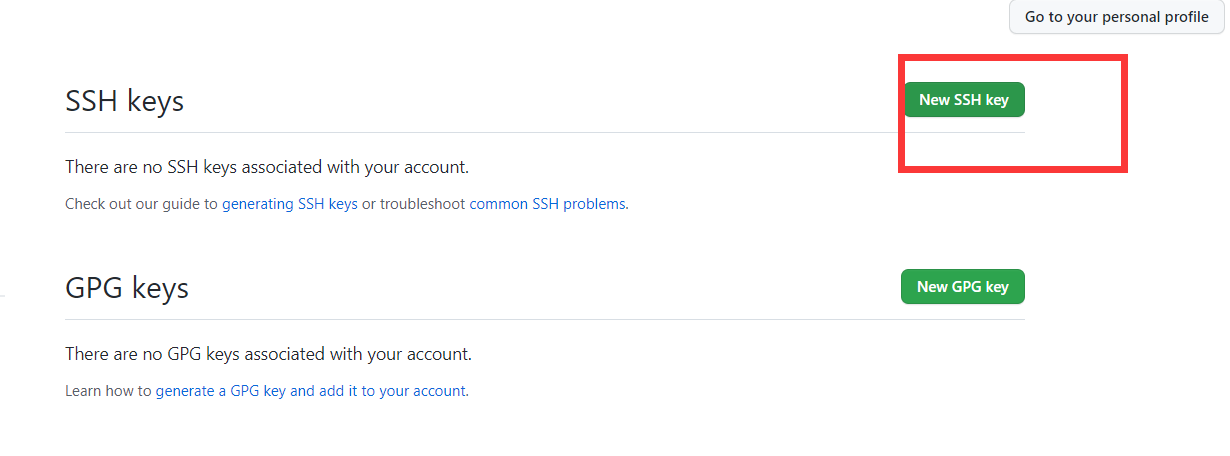 Go to your personal profile
SSH keys
New SSH key
There are no SSH keys associated with your account.
Check out our guide to generating SSH keys or troubleshoot common SSH problems.
GPG keys
New GPG key
There are no GPG keys associated with your account.
Learn how to generate a GPG key and add it to your account.